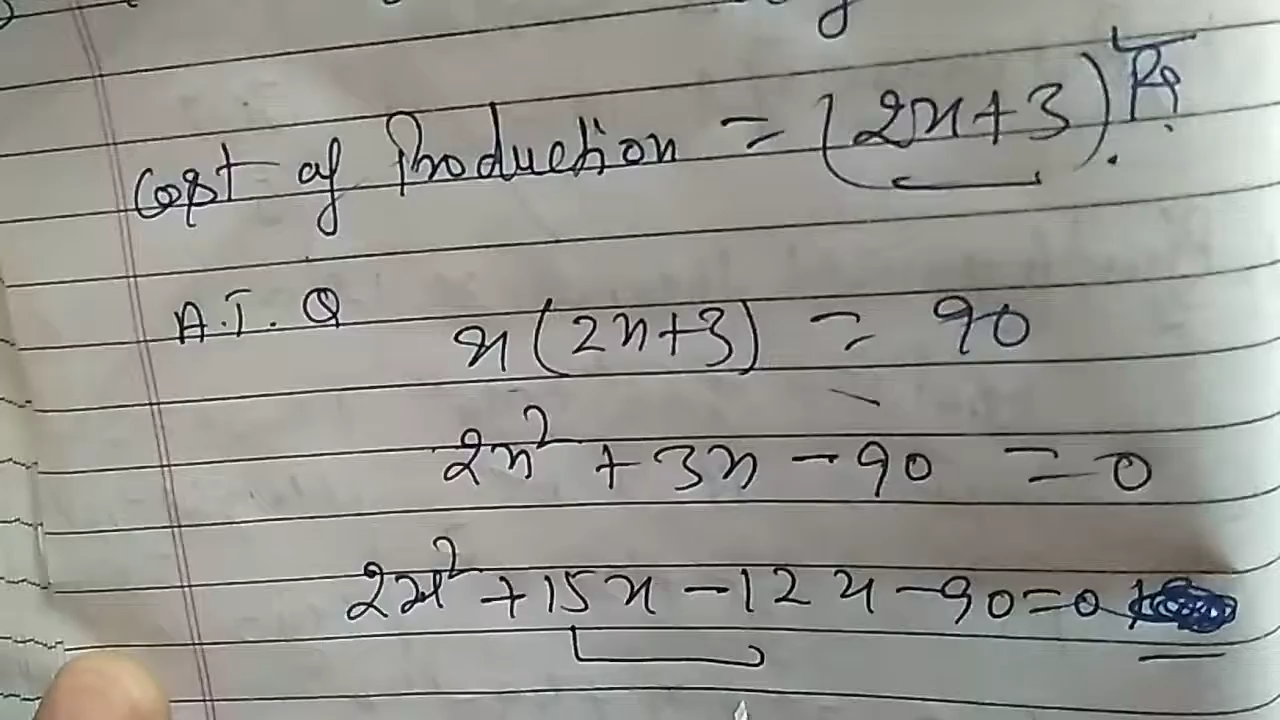 Cost of Production = (2x+3) Rs.
A.T.Q x(2x+3) = 90
2x² + 3x - 90 = 0
2x² + 15x - 12x - 90 = 0